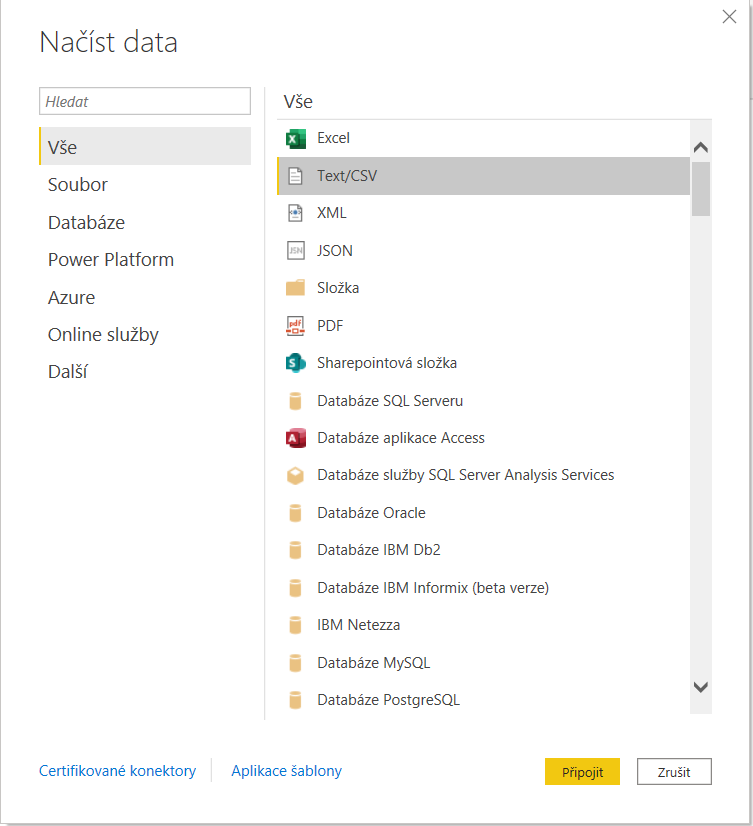 Načíst data
Hledat
Vše
Soubor
Databáze
Power Platform
Azure
Online služby
Další
Vše
Excel
Text/CSV
XML
JSN
JSON
Složka
pdf
PDF
S
Sharepointová složka
Databáze SQL Serveru
A
Databáze aplikace Access
Databáze služby SQL Server Analysis Services
Databáze Oracle
Databáze IBM Db2
Databáze IBM Informix (beta verze)
IBM Netezza
Databáze MySQL
Databáze PostgreSQL
Certifikované konektory
Aplikace šablony
Připojit
Zrušit